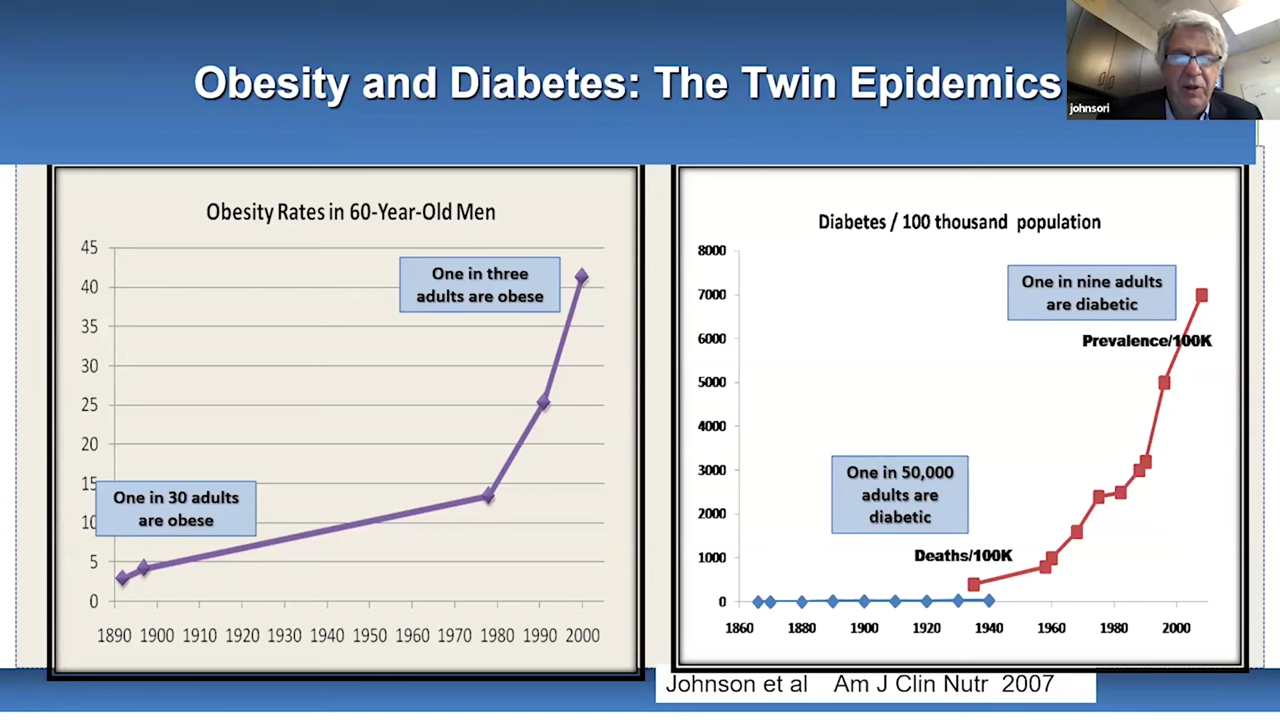 Obesity and Diabetes: The Twin Epidemics
johnsori
Obesity Rates in 60-Year-Old Men
45
40
35
30
25
20
15
10
5
0
One in three
adults are obese
One in 30 adults
are obese
1890 1900 1910 1920 1930 1940 1950 1960 1970 1980 1990 2000
Diabetes / 100 thousand population
8000
7000
6000
5000
4000
3000
2000
1000
0
One in nine adults
are diabetic
Prevalence/100K
One in 50,000
adults are
diabetic
Deaths/100K
1860 1880 1900 1920 1940 1960 1980 2000
Johnson et al Am J Clin Nutr 2007